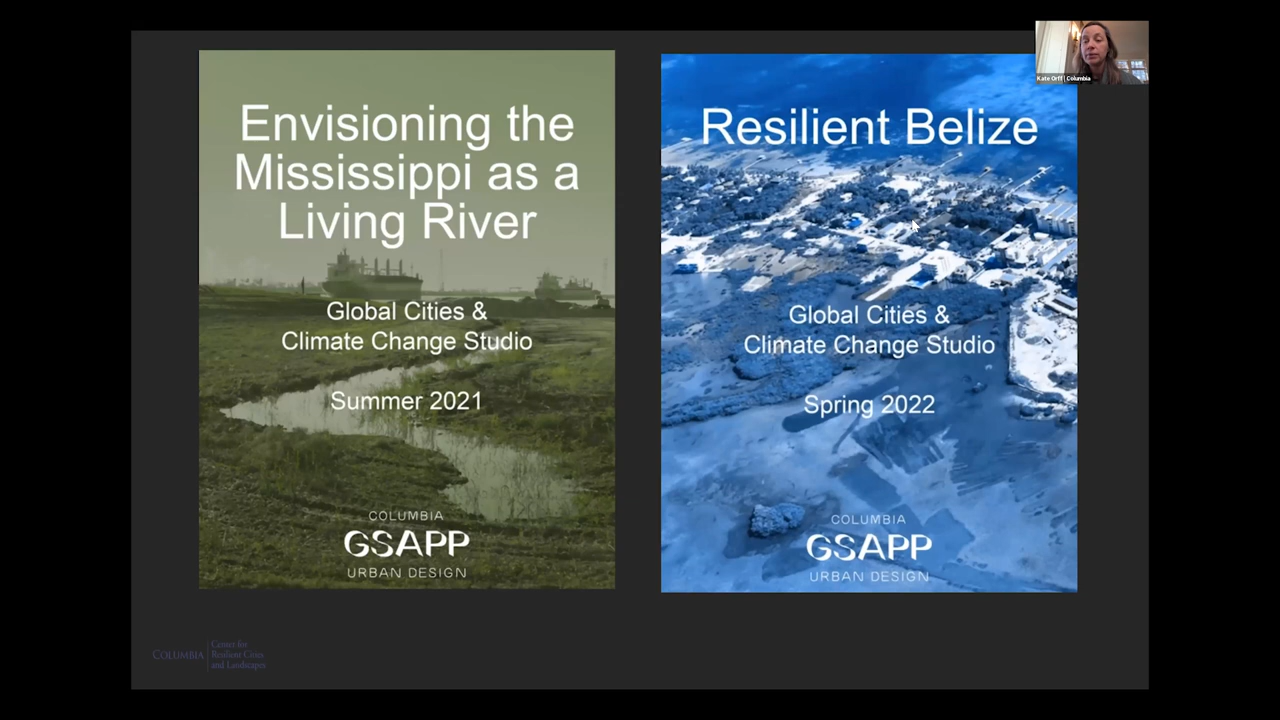 Envisioning the
Mississippi as a
Living River
Global Cities &
Climate Change Studio
Summer 2021
COLUMBIA
GSAPP
URBAN DESIGN
Resilient Belize
Global Cities &
Climate Change Studio
Spring 2022
COLUMBIA
GSAPP
URBAN DESIGN
Kate Orff | Columbia
COLUMBIA
Center for
Resilient Cities
and Landscapes